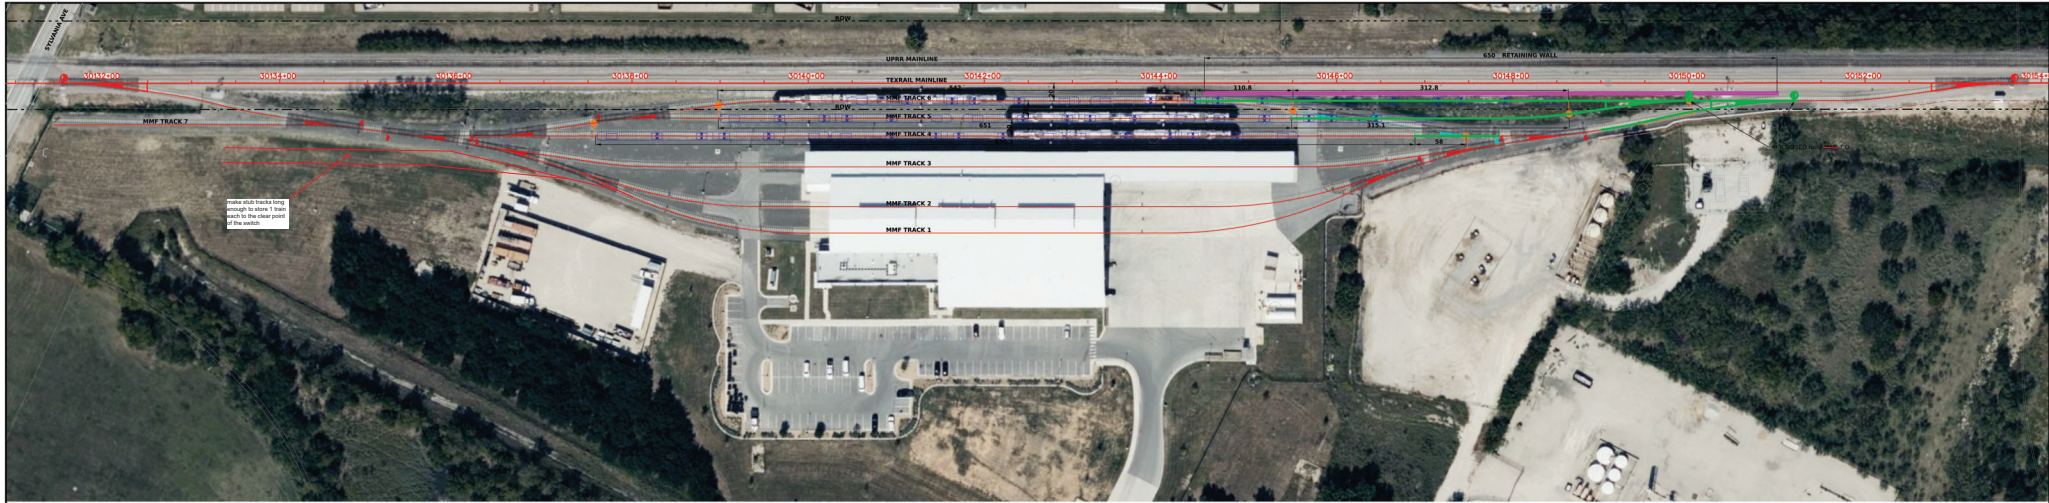 ROW
SYLVANIA AVE
650 RETAINING WALL
UPRR MAINLINE
30132+00 30134+00 30136+00 30138+00 30140+00 30142+00 30144+00 30146+00 30148+00 30150+00 30152+00 30154+
TEXRAIL MAINLINE
110.8 312.8
MMF TRACK 6
ROW
MMF TRACK 5
MMF TRACK 7
651 315.1
MMF TRACK 4
58
MMF TRACK 3
make stub tracks long
enough to store 1 train
each to the clear point
of the switch
MMF TRACK 2
MMF TRACK 1